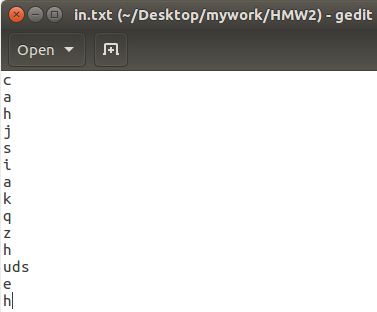 in.txt (~/Desktop/mywork/HMW2) - gedit
Open
c
a
h
j
s
i
a
k
q
z
h
uds
e
h